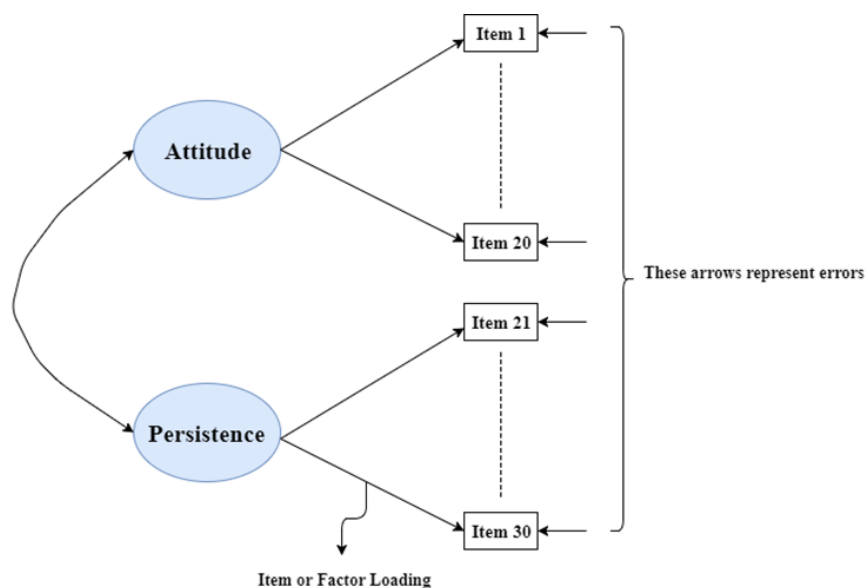 Item 1
Attitude
Item 20
These arrows represent errors
Item 21
Persistence
Item 30
Item or Factor Loading